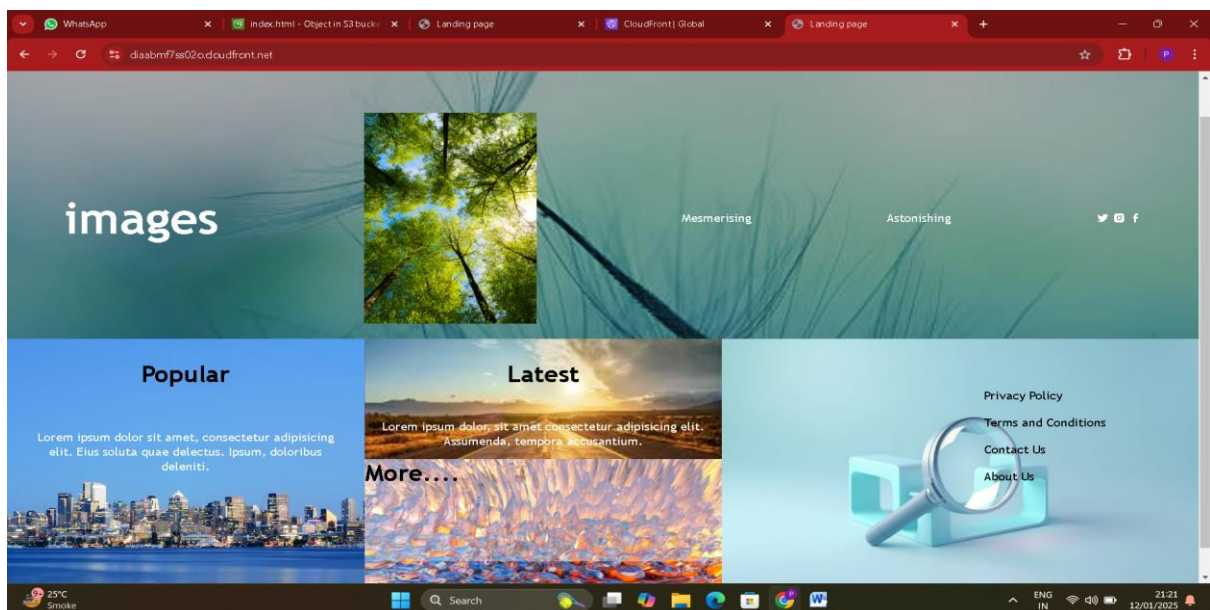 WhatsApp
index.html - Object in S3 bucke
Landing page
CloudFront | Global
Landing page
diaabmf7ss02o.cloudfront.net
P
images
Mesmerising
Astonishing
Popular
Lorem ipsum dolor sit amet, consectetur adipisicing
elit. Eius soluta quae delectus. Ipsum, doloribus
deleniti.
Latest
Lorem ipsum dolor, sit amet consectetur adipisicing elit.
Assumenda, tempora accusantium.
More....
Privacy Policy
Terms and Conditions
Contact Us
About Us
25°C
Smoke
Search
ENG
IN
21:21
12/01/2025